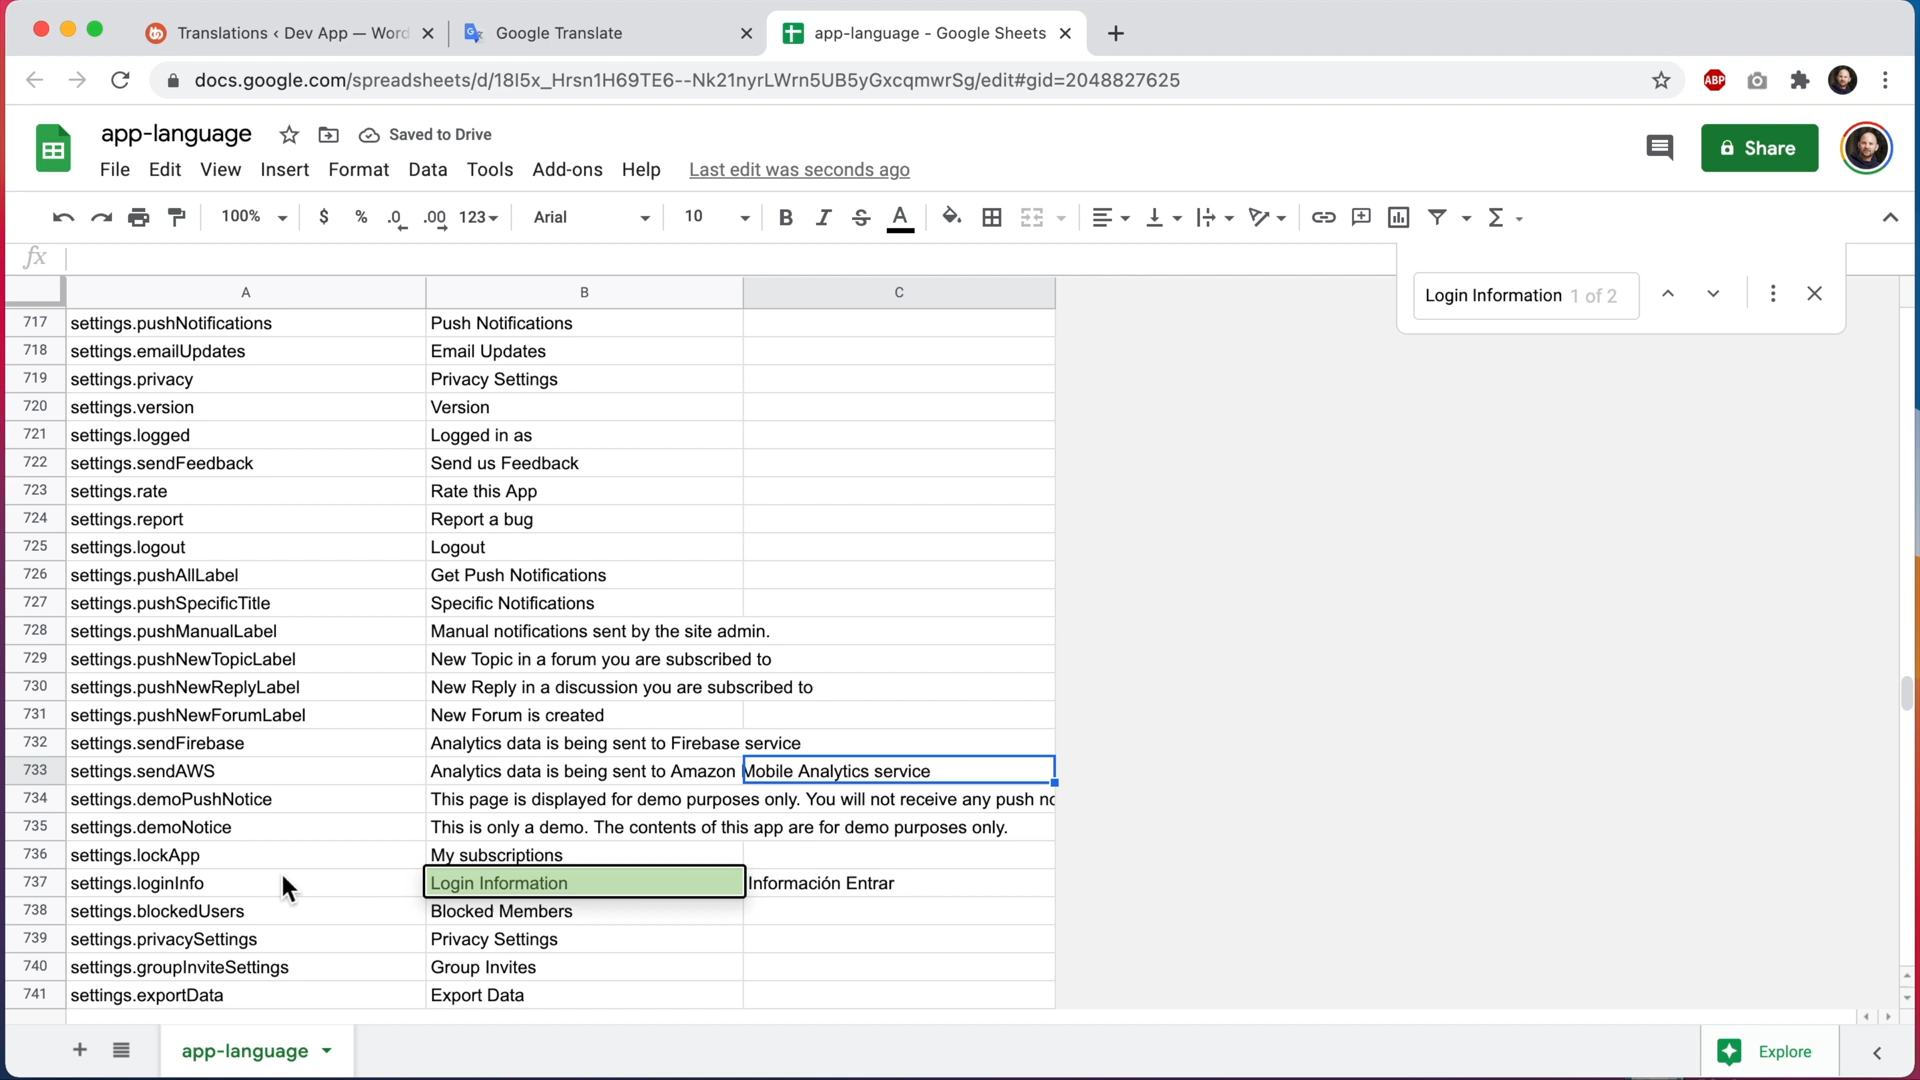 Translations ‹ Dev App — Word
Google Translate
app-language - Google Sheets
docs.google.com/spreadsheets/d/18I5x_Hrsn1H69TE6--Nk21nyrLWrn5UB5yGxcqmwrSg/edit#gid=2048827625
ABP
app-language
Saved to Drive
File Edit View Insert Format Data Tools Add-ons Help Last edit was seconds ago
Share
100% $ % .0 .00 123 Arial 10 B I S A Σ
fx
Login Information 1 of 2
A B C
717 settings.pushNotifications Push Notifications
718 settings.emailUpdates Email Updates
719 settings.privacy Privacy Settings
720 settings.version Version
721 settings.logged Logged in as
722 settings.sendFeedback Send us Feedback
723 settings.rate Rate this App
724 settings.report Report a bug
725 settings.logout Logout
726 settings.pushAllLabel Get Push Notifications
727 settings.pushSpecificTitle Specific Notifications
728 settings.pushManualLabel Manual notifications sent by the site admin.
729 settings.pushNewTopicLabel New Topic in a forum you are subscribed to
730 settings.pushNewReplyLabel New Reply in a discussion you are subscribed to
731 settings.pushNewForumLabel New Forum is created
732 settings.sendFirebase Analytics data is being sent to Firebase service
733 settings.sendAWS Analytics data is being sent to Amazon Mobile Analytics service
734 settings.demoPushNotice This page is displayed for demo purposes only. You will not receive any push no
735 settings.demoNotice This is only a demo. The contents of this app are for demo purposes only.
736 settings.lockApp My subscriptions
737 settings.loginInfo Login Information Información Entrar
738 settings.blockedUsers Blocked Members
739 settings.privacySettings Privacy Settings
740 settings.groupInviteSettings Group Invites
741 settings.exportData Export Data
app-language
Explore